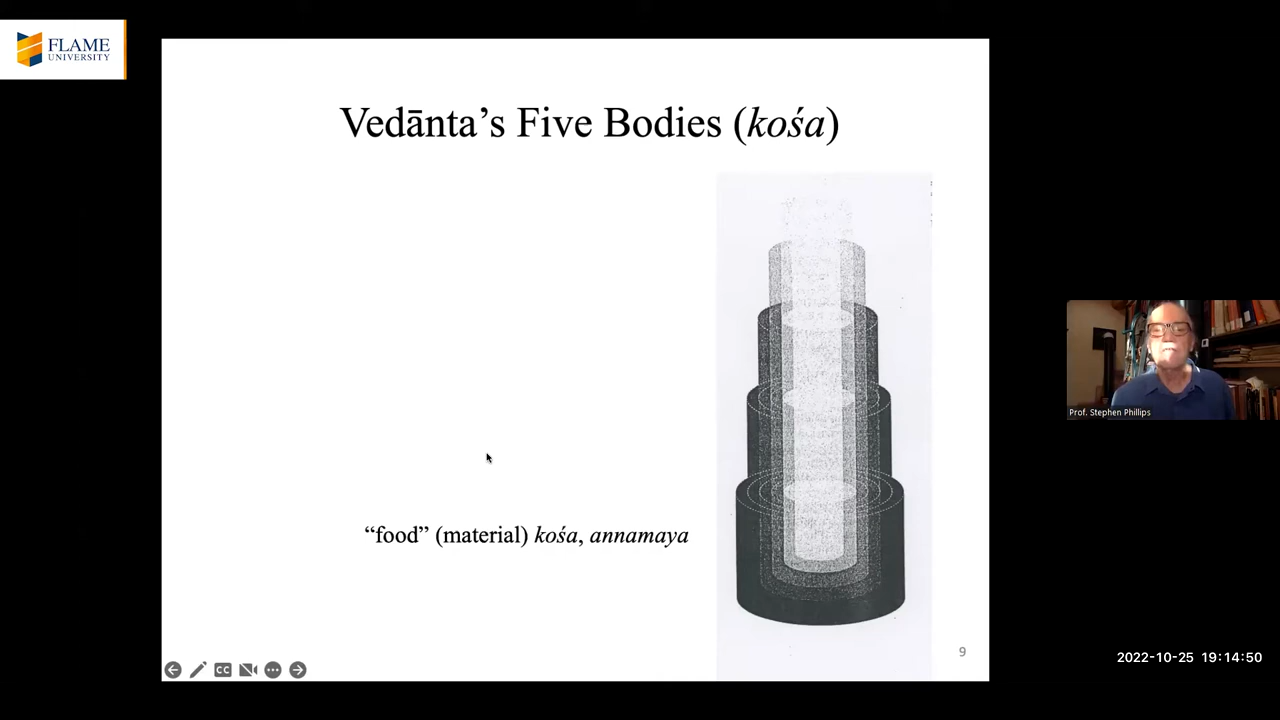 FLAME
UNIVERSITY
Vedānta’s Five Bodies (kośa)
“food” (material) kośa, annamaya
Prof. Stephen Phillips
9
CC
2022-10-25 19:14:50